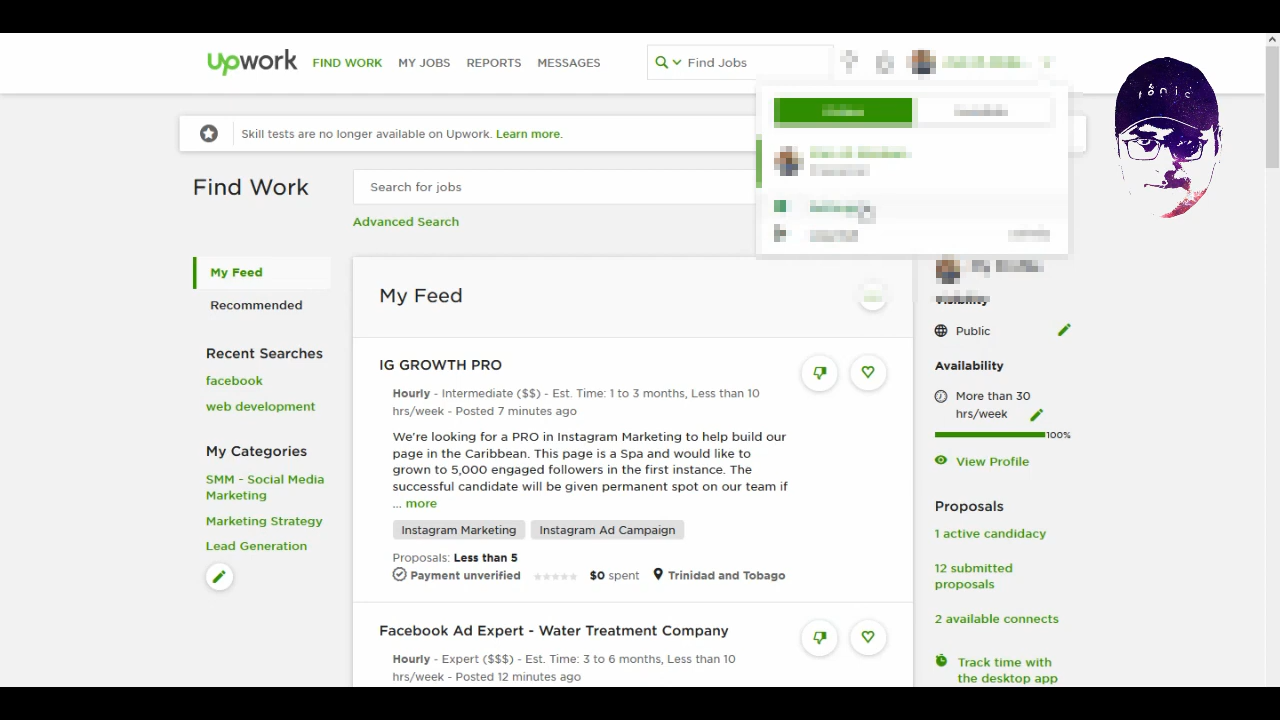 upwork FIND WORK MY JOBS REPORTS MESSAGES Find Jobs
tonic
Skill tests are no longer available on Upwork. Learn more.
Find Work
Search for jobs
Advanced Search
My Feed
Recommended
Recent Searches
facebook
web development
My Categories
SMM - Social Media
Marketing
Marketing Strategy
Lead Generation
My Feed
IG GROWTH PRO
Hourly - Intermediate ($$) - Est. Time: 1 to 3 months, Less than 10
hrs/week - Posted 7 minutes ago
We're looking for a PRO in Instagram Marketing to help build our
page in the Caribbean. This page is a Spa and would like to
grown to 5,000 engaged followers in the first instance. The
successful candidate will be given permanent spot on our team if
... more
Instagram Marketing Instagram Ad Campaign
Proposals: Less than 5
Payment unverified $0 spent Trinidad and Tobago
Facebook Ad Expert - Water Treatment Company
Hourly - Expert ($$$) - Est. Time: 3 to 6 months, Less than 10
hrs/week - Posted 12 minutes ago
Visibility
Public
Availability
More than 30
hrs/week
100%
View Profile
Proposals
1 active candidacy
12 submitted
proposals
2 available connects
Track time with
the desktop app